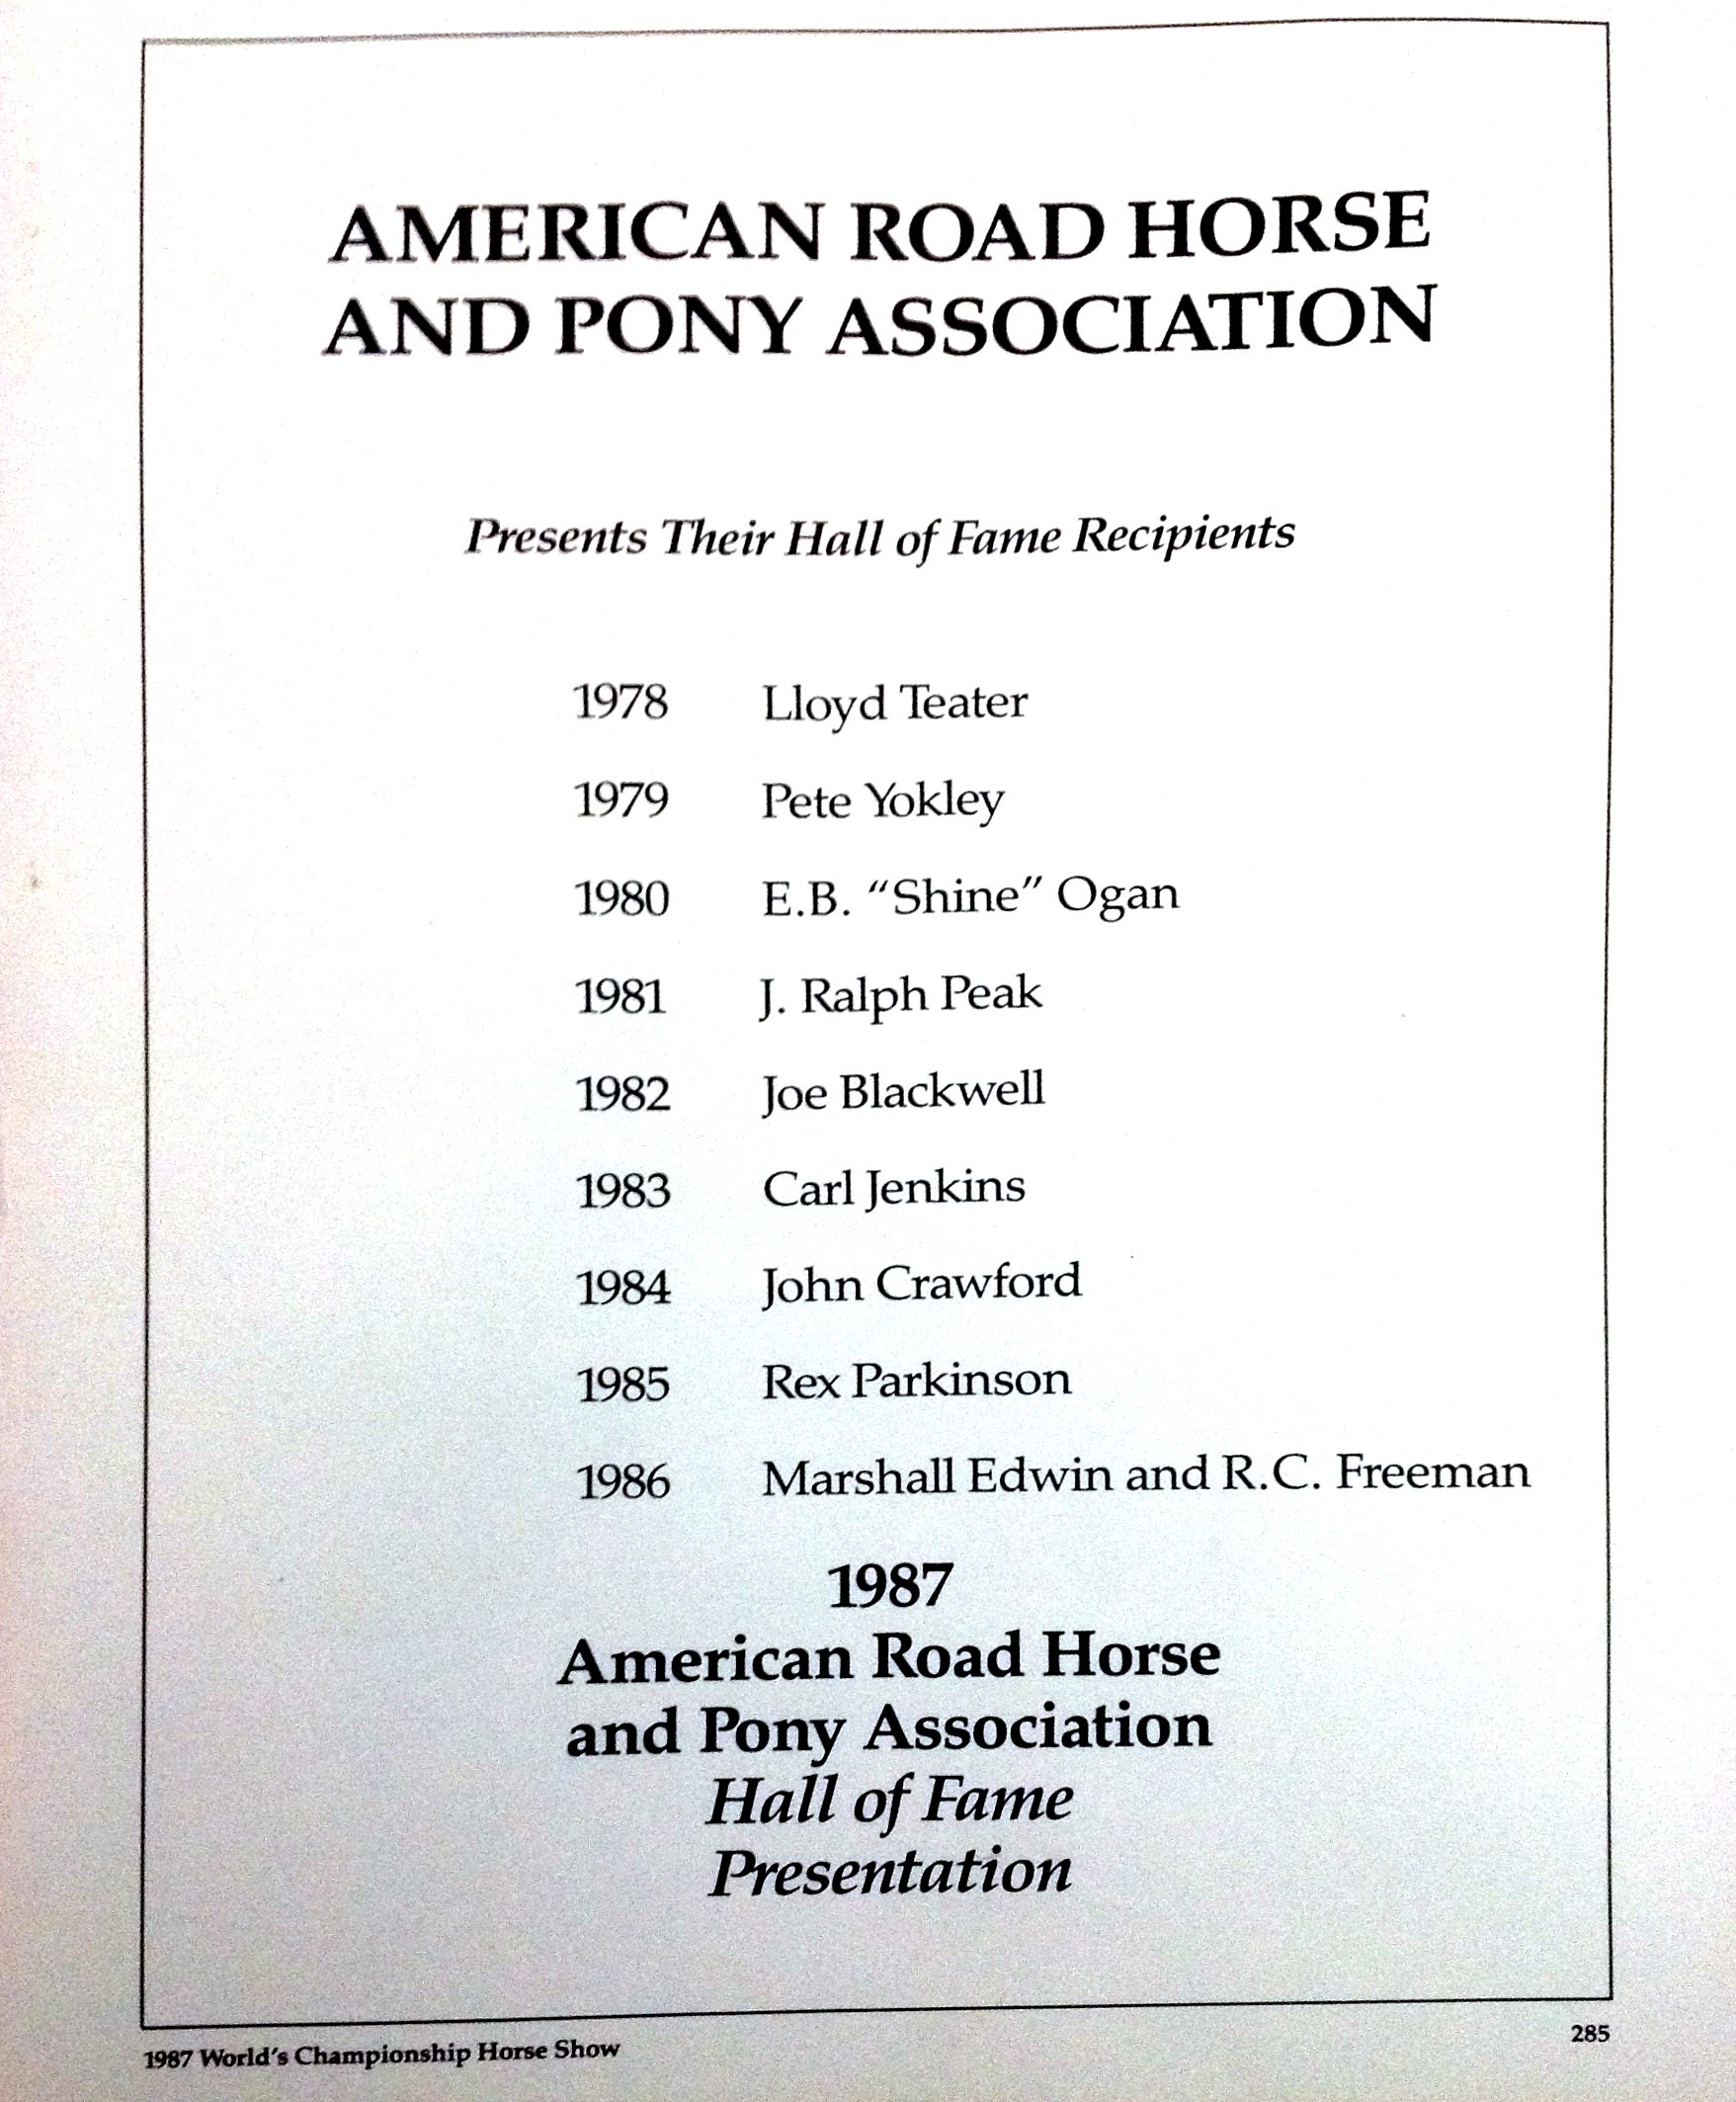 AMERICAN ROAD HORSE
AND PONY ASSOCIATION
Presents Their Hall of Fame Recipients
1978 Lloyd Teater
1979 Pete Yokley
1980 E.B. “Shine” Ogan
1981 J. Ralph Peak
1982 Joe Blackwell
1983 Carl Jenkins
1984 John Crawford
1985 Rex Parkinson
1986 Marshall Edwin and R.C. Freeman
1987
American Road Horse
and Pony Association
Hall of Fame
Presentation
1987 World's Championship Horse Show
285